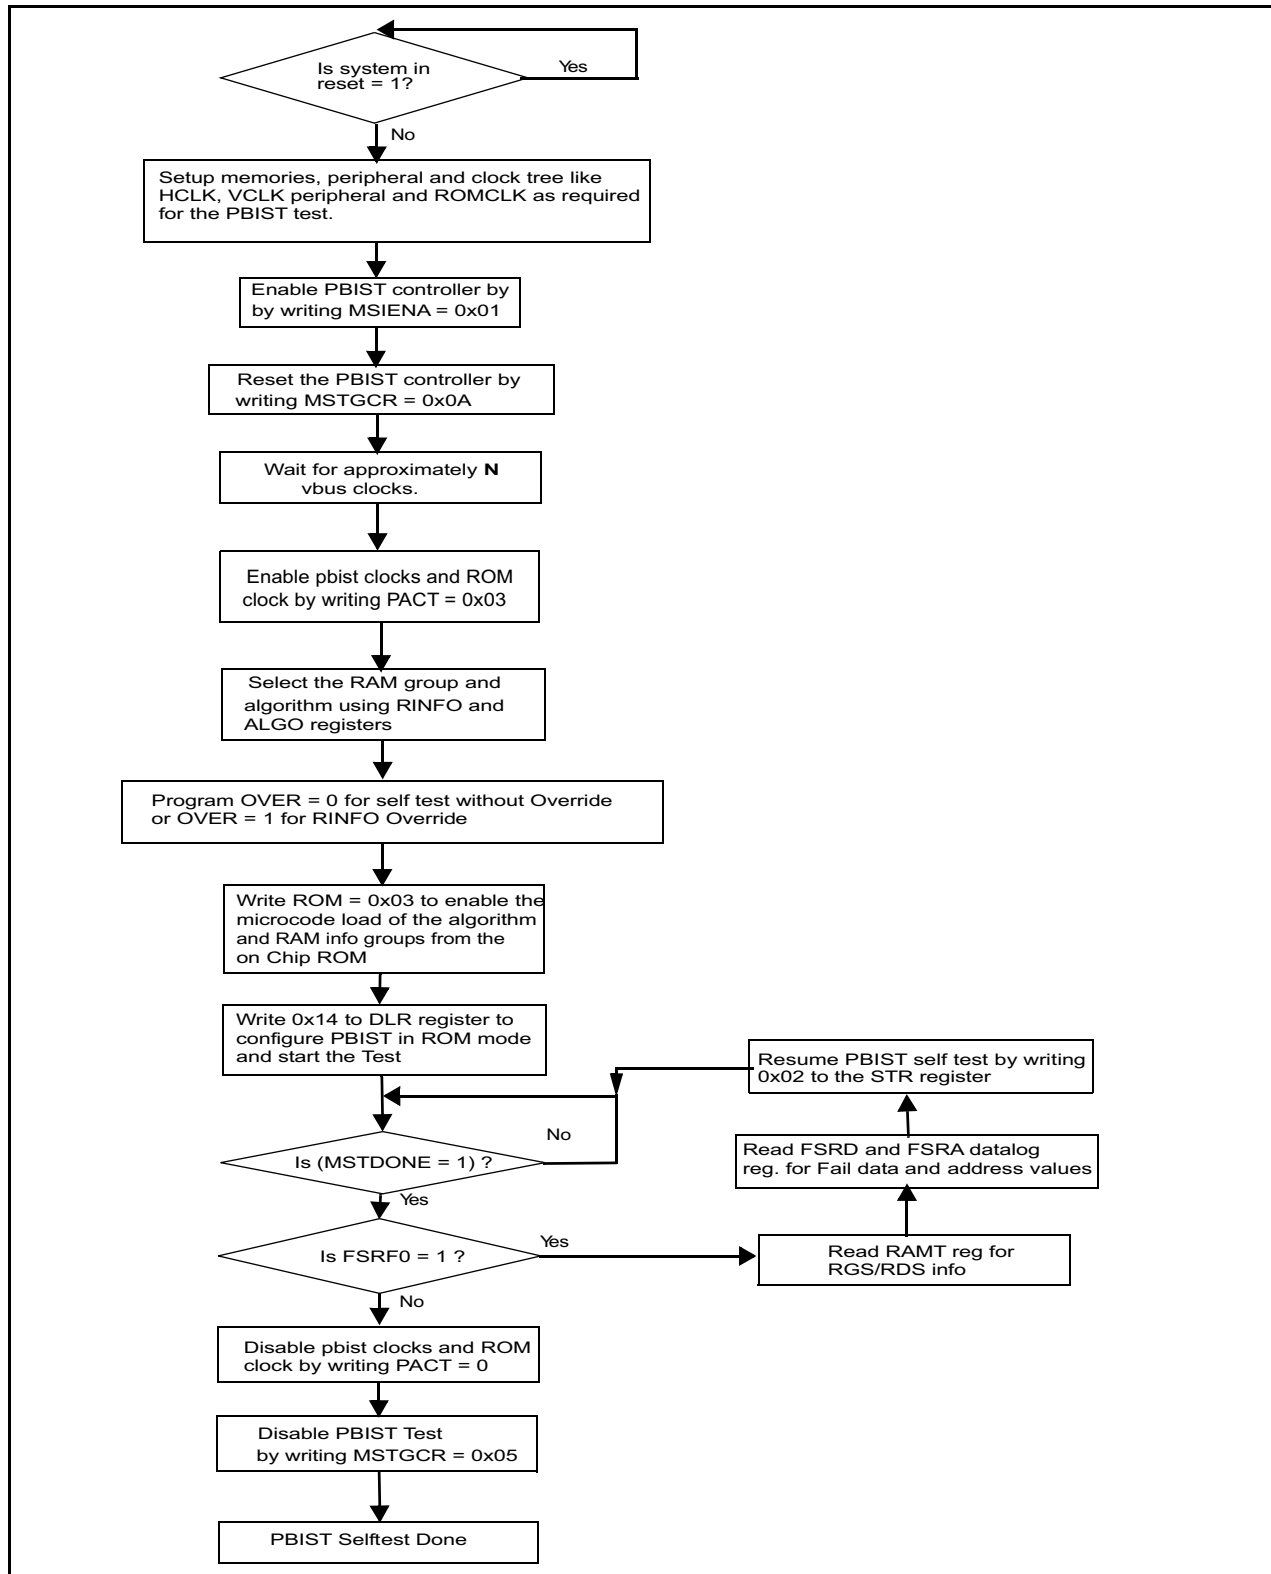 Is system in
reset = 1?
Yes
No
Setup memories, peripheral and clock tree like
HCLK, VCLK peripheral and ROMCLK as required
for the PBIST test.
Enable PBIST controller by
by writing MSIENA = 0x01
Reset the PBIST controller by
writing MSTGCR = 0x0A
Wait for approximately N
vbus clocks.
Enable pbist clocks and ROM
clock by writing PACT = 0x03
Select the RAM group and
algorithm using RINFO and
ALGO registers
Program OVER = 0 for self test without Override
or OVER = 1 for RINFO Override
Write ROM = 0x03 to enable the
microcode load of the algorithm
and RAM info groups from the
on Chip ROM
Write 0x14 to DLR register to
configure PBIST in ROM mode
and start the Test
Resume PBIST self test by writing
0x02 to the STR register
No
Is (MSTDONE = 1) ?
Read FSRD and FSRA datalog
reg. for Fail data and address values
Yes
Is FSRF0 = 1 ?
Yes
Read RAMT reg for
RGS/RDS info
No
Disable pbist clocks and ROM
clock by writing PACT = 0
Disable PBIST Test
by writing MSTGCR = 0x05
PBIST Selftest Done